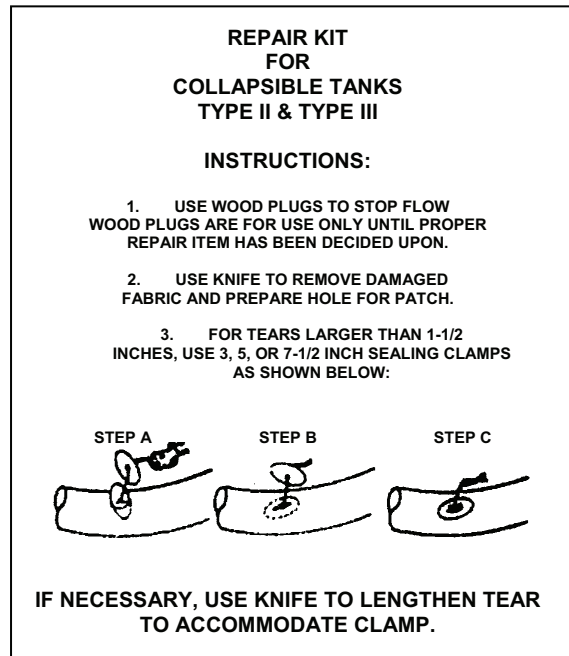 REPAIR KIT
FOR
COLLAPSIBLE TANKS
TYPE II & TYPE III
INSTRUCTIONS:
1. USE WOOD PLUGS TO STOP FLOW
WOOD PLUGS ARE FOR USE ONLY UNTIL PROPER
REPAIR ITEM HAS BEEN DECIDED UPON.
2. USE KNIFE TO REMOVE DAMAGED
FABRIC AND PREPARE HOLE FOR PATCH.
3. FOR TEARS LARGER THAN 1-1/2
INCHES, USE 3, 5, OR 7-1/2 INCH SEALING CLAMPS
AS SHOWN BELOW:
STEP A STEP B STEP C
IF NECESSARY, USE KNIFE TO LENGTHEN TEAR
TO ACCOMMODATE CLAMP.